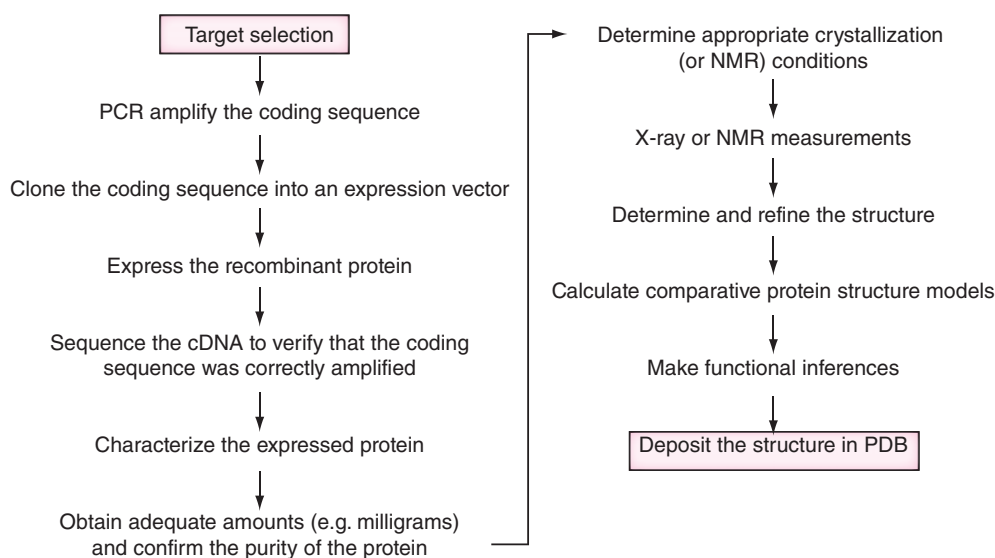 Target selection
PCR amplify the coding sequence
Clone the coding sequence into an expression vector
Express the recombinant protein
Sequence the cDNA to verify that the coding
sequence was correctly amplified
Characterize the expressed protein
Obtain adequate amounts (e.g. milligrams)
and confirm the purity of the protein
Determine appropriate crystallization
(or NMR) conditions
X-ray or NMR measurements
Determine and refine the structure
Calculate comparative protein structure models
Make functional inferences
Deposit the structure in PDB